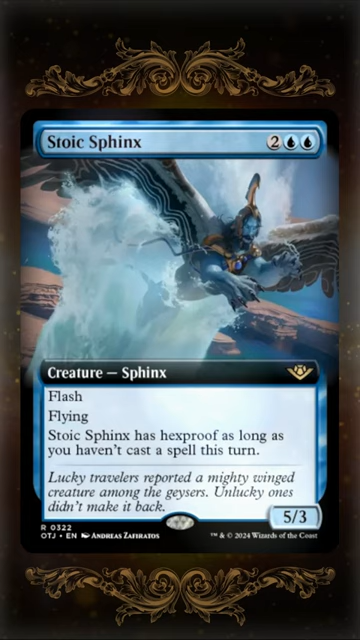 Stoic Sphinx 2
Creature — Sphinx
Flash
Flying
Stoic Sphinx has hexproof as long as
you haven't cast a spell this turn.
Lucky travelers reported a mighty winged
creature among the geysers. Unlucky ones
didn't make it back.
5/3
R 0322
OTJ • EN Andreas Zafiratos
™ & © 2024 Wizards of the Coast